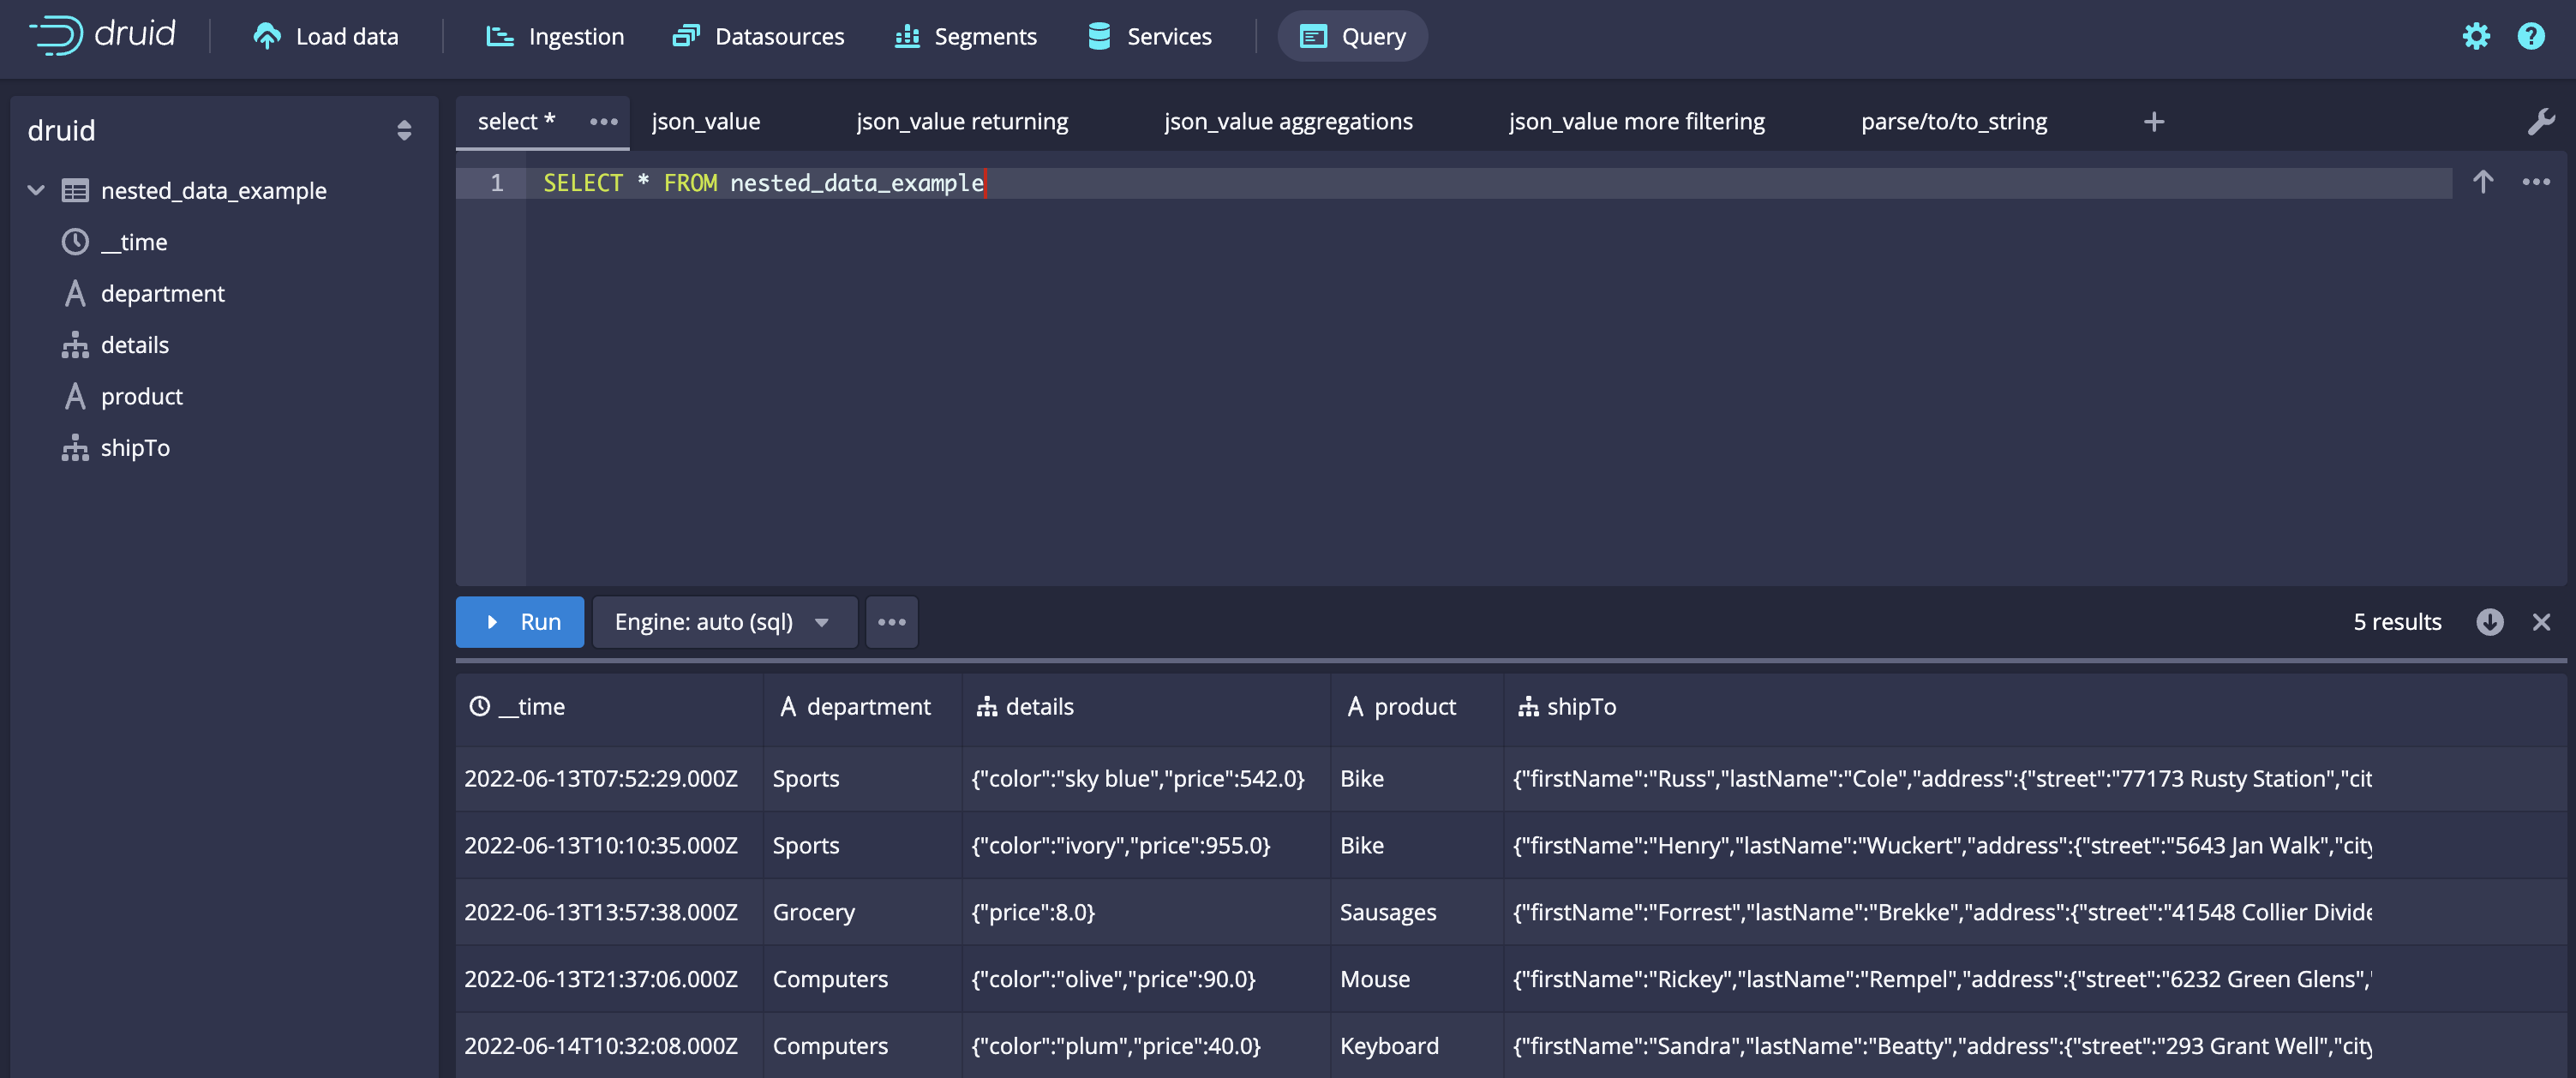 druid Load data Ingestion Datasources Segments Services Query
druid
nested_data_example
__time
department
details
product
shipTo
select * json_value json_value returning json_value aggregations json_value more filtering parse/to/to_string
1 SELECT * FROM nested_data_example
Run Engine: auto (sql) 5 results
__time department details product shipTo
2022-06-13T07:52:29.000Z Sports {"color":"sky blue","price":542.0} Bike {"firstName":"Russ","lastName":"Cole","address":{"street":"77173 Rusty Station","cit
2022-06-13T10:10:35.000Z Sports {"color":"ivory","price":955.0} Bike {"firstName":"Henry","lastName":"Wuckert","address":{"street":"5643 Jan Walk","city
2022-06-13T13:57:38.000Z Grocery {"price":8.0} Sausages {"firstName":"Forrest","lastName":"Brekke","address":{"street":"41548 Collier Divide
2022-06-13T21:37:06.000Z Computers {"color":"olive","price":90.0} Mouse {"firstName":"Rickey","lastName":"Rempel","address":{"street":"6232 Green Glens","
2022-06-14T10:32:08.000Z Computers {"color":"plum","price":40.0} Keyboard {"firstName":"Sandra","lastName":"Beatty","address":{"street":"293 Grant Well","city